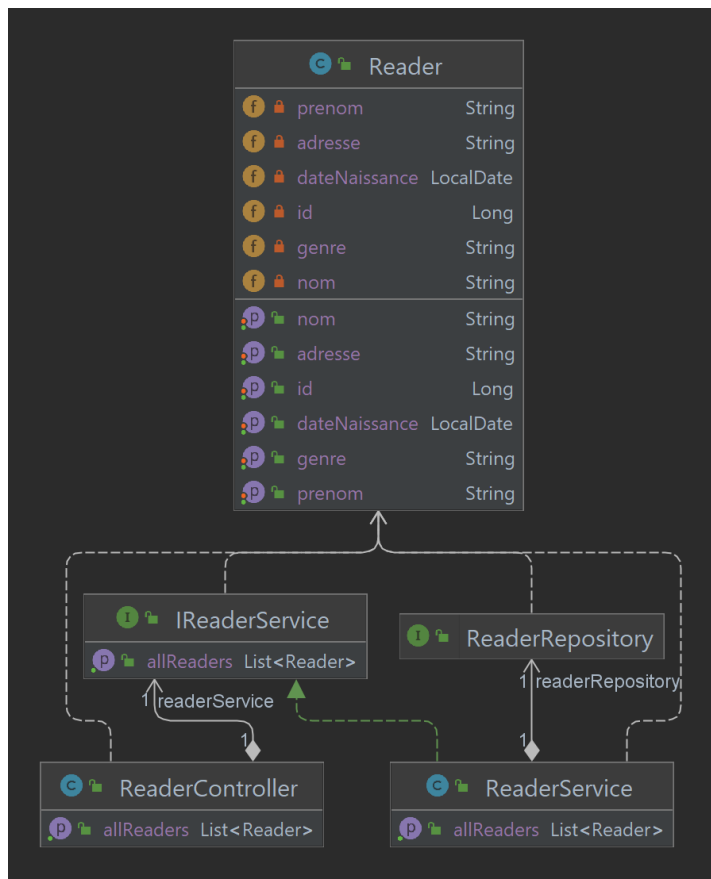 C Reader
f prenom String
f adresse String
f dateNaissance LocalDate
f id Long
f genre String
f nom String
p nom String
p adresse String
p id Long
p dateNaissance LocalDate
p genre String
p prenom String
I IReaderService
p allReaders List<Reader>
I ReaderRepository
1 readerService
1 readerRepository
1
1
C ReaderController
p allReaders List<Reader>
C ReaderService
p allReaders List<Reader>